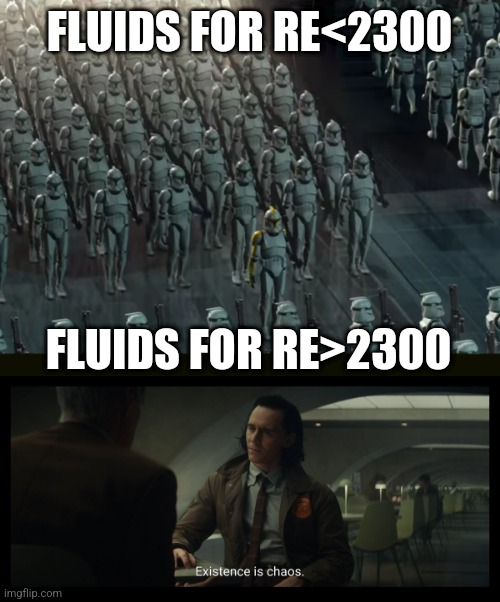 FLUIDS FOR RE<2300
FLUIDS FOR RE>2300
Existence is chaos.
imgflip.com